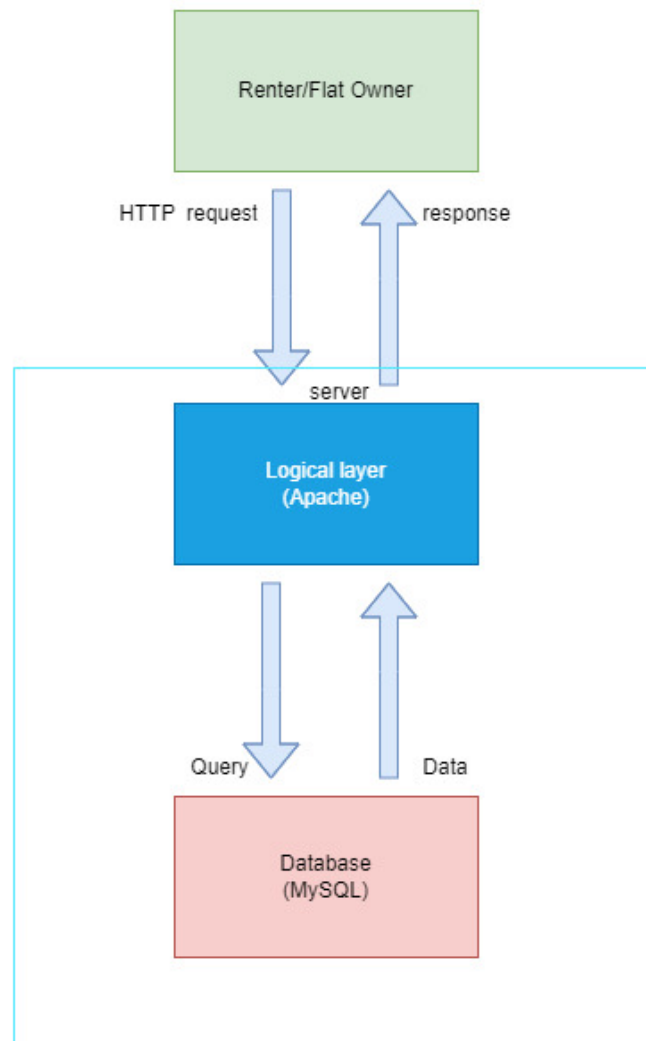 Renter/Flat Owner
HTTP request
response
server
Logical layer
(Apache)
Query
Data
Database
(MySQL)